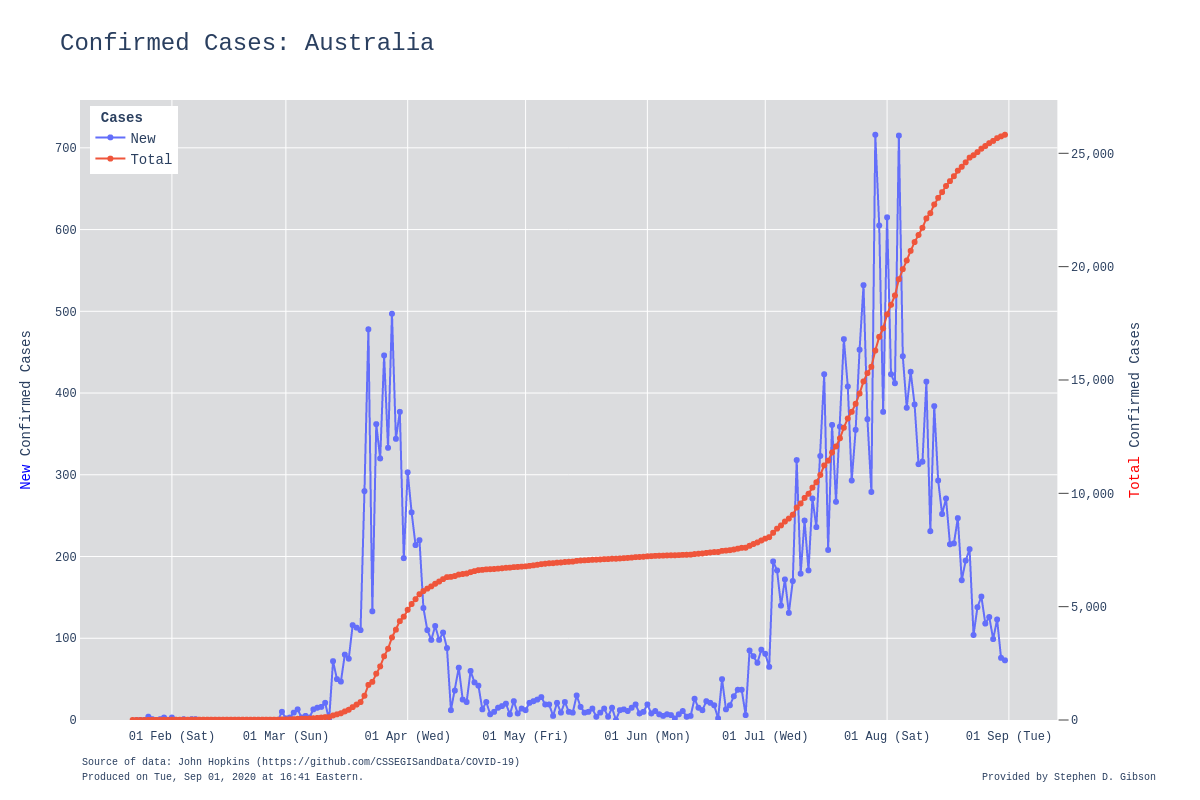 Confirmed Cases: Australia
Cases
New
Total
700
600
500
400
300
200
100
0
25,000
20,000
15,000
10,000
5,000
0
New Confirmed Cases
Total Confirmed Cases
01 Feb (Sat) 01 Mar (Sun) 01 Apr (Wed) 01 May (Fri) 01 Jun (Mon) 01 Jul (Wed) 01 Aug (Sat) 01 Sep (Tue)
Source of data: John Hopkins (https://github.com/CSSEGISandData/COVID-19)
Produced on Tue, Sep 01, 2020 at 16:41 Eastern.
Provided by Stephen D. Gibson